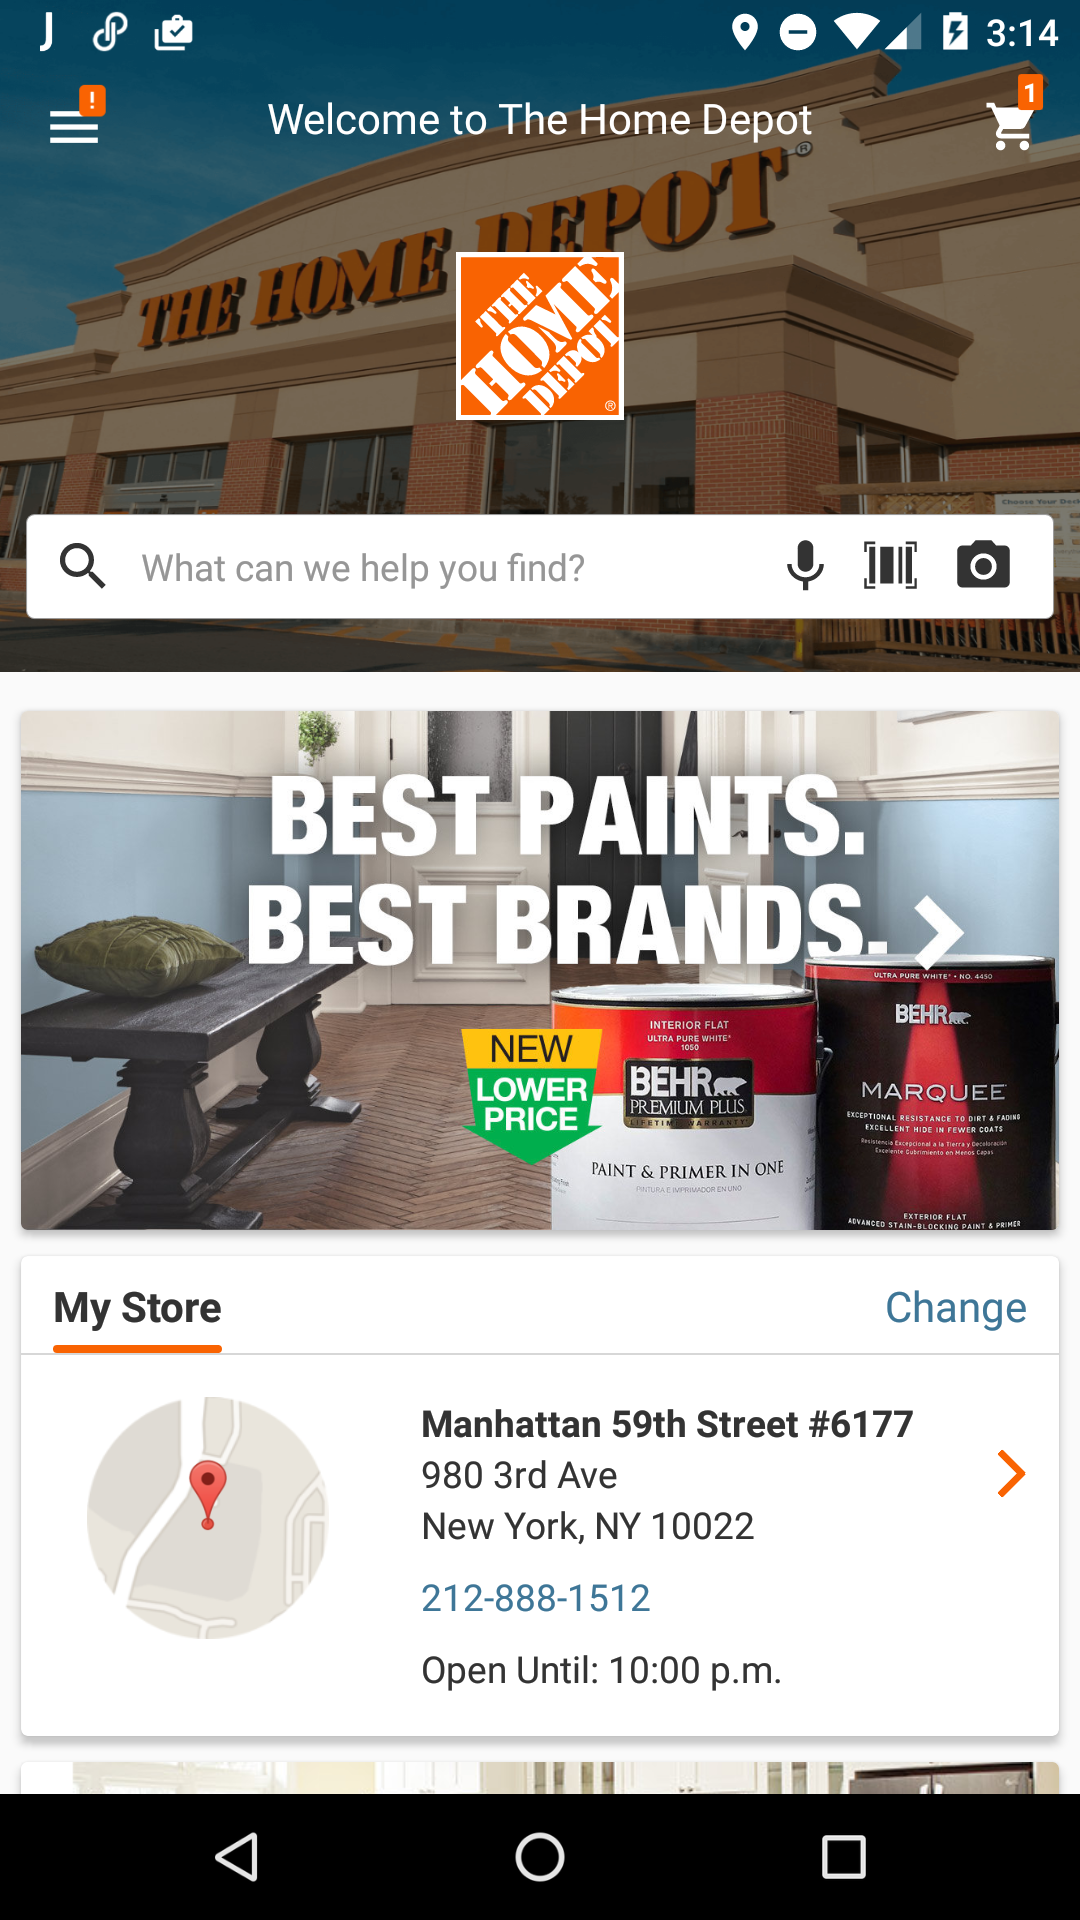 3:14
!
Welcome to The Home Depot
1
THE HOME DEPOT®
THE
HOME
DEPOT
®
Choose Your Deck
What can we help you find?
BEST PAINTS.
BEST BRANDS.
NEW
LOWER
PRICE
INTERIOR FLAT
ULTRA PURE WHITE®
1050
BEHR
PREMIUM PLUS
LIFETIME WARRANTY
PAINT & PRIMER IN ONE
PINTURA E IMPRIMADOR EN UNO
ULTRA PURE WHITE® • NO. 4450
BEHR
MARQUEE
EXCEPTIONAL RESISTANCE TO DIRT & FADING
EXCELLENT HIDE IN FEWER COATS
Resistencia Excepcional a la Tierra y Decoloración
Excelente Cubrimiento en Menos Capas
EXTERIOR FLAT
ADVANCED STAIN-BLOCKING PAINT & PRIMER
My Store
Change
Manhattan 59th Street #6177
980 3rd Ave
New York, NY 10022
212-888-1512
Open Until: 10:00 p.m.